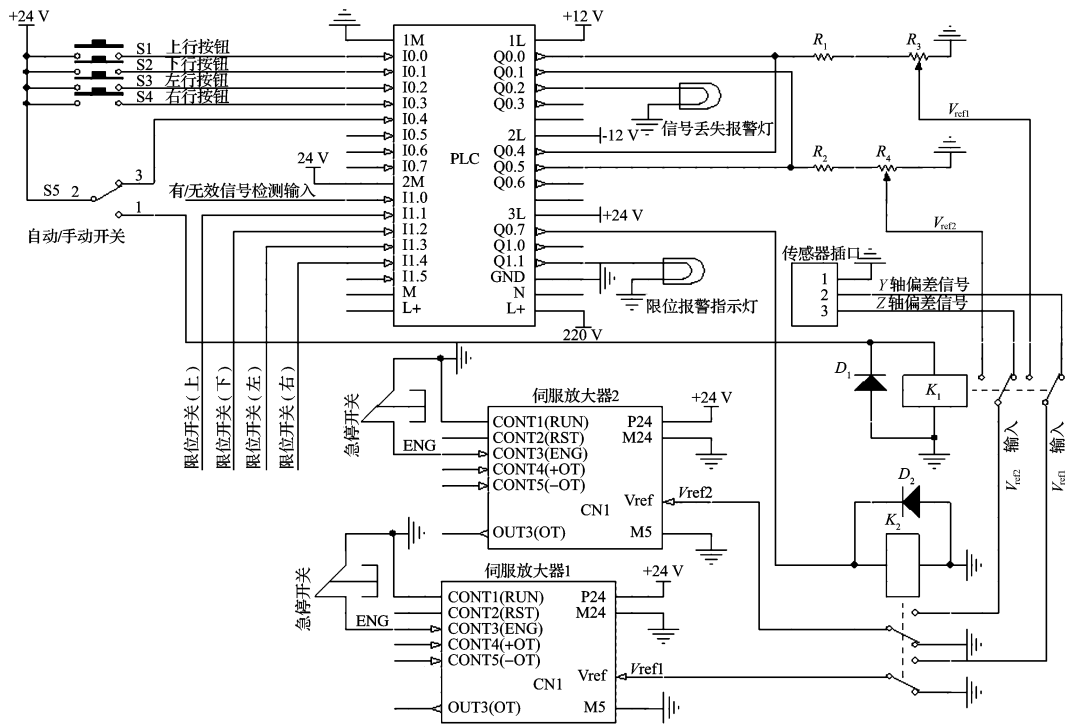 +24 V
S1 上行按钮
S2 下行按钮
S3 左行按钮
S4 右行按钮
S5 2
3
1
自动/手动开关
24 V
有/无效信号检测输入
1M
I0.0
I0.1
I0.2
I0.3
I0.4
I0.5
I0.6
I0.7
2M
I1.0
I1.1
I1.2
I1.3
I1.4
I1.5
M
L+
PLC
1L
Q0.0
Q0.1
Q0.2
Q0.3
2L
Q0.4
Q0.5
Q0.6
3L
Q0.7
Q1.0
Q1.1
GND
N
L+
+12 V
-12 V
+24 V
220 V
信号丢失报警灯
限位报警指示灯
R1
R3
Vref1
R2
R4
Vref2
传感器插口
1
2
3
Y 轴偏差信号
Z 轴偏差信号
限位开关(上)
限位开关(下)
限位开关(左)
限位开关(右)
D1
K1
Vref2 输入
Vref1 输入
急停开关
ENG
伺服放大器2
CONT1(RUN)
CONT2(RST)
CONT3(ENG)
CONT4(+OT)
CONT5(−OT)
OUT3(OT)
P24
M24
Vref
CN1
M5
+24 V
Vref2
D2
K2
急停开关
ENG
伺服放大器1
CONT1(RUN)
CONT2(RST)
CONT3(ENG)
CONT4(+OT)
CONT5(−OT)
OUT3(OT)
P24
M24
Vref
CN1
M5
+24 V
Vref1